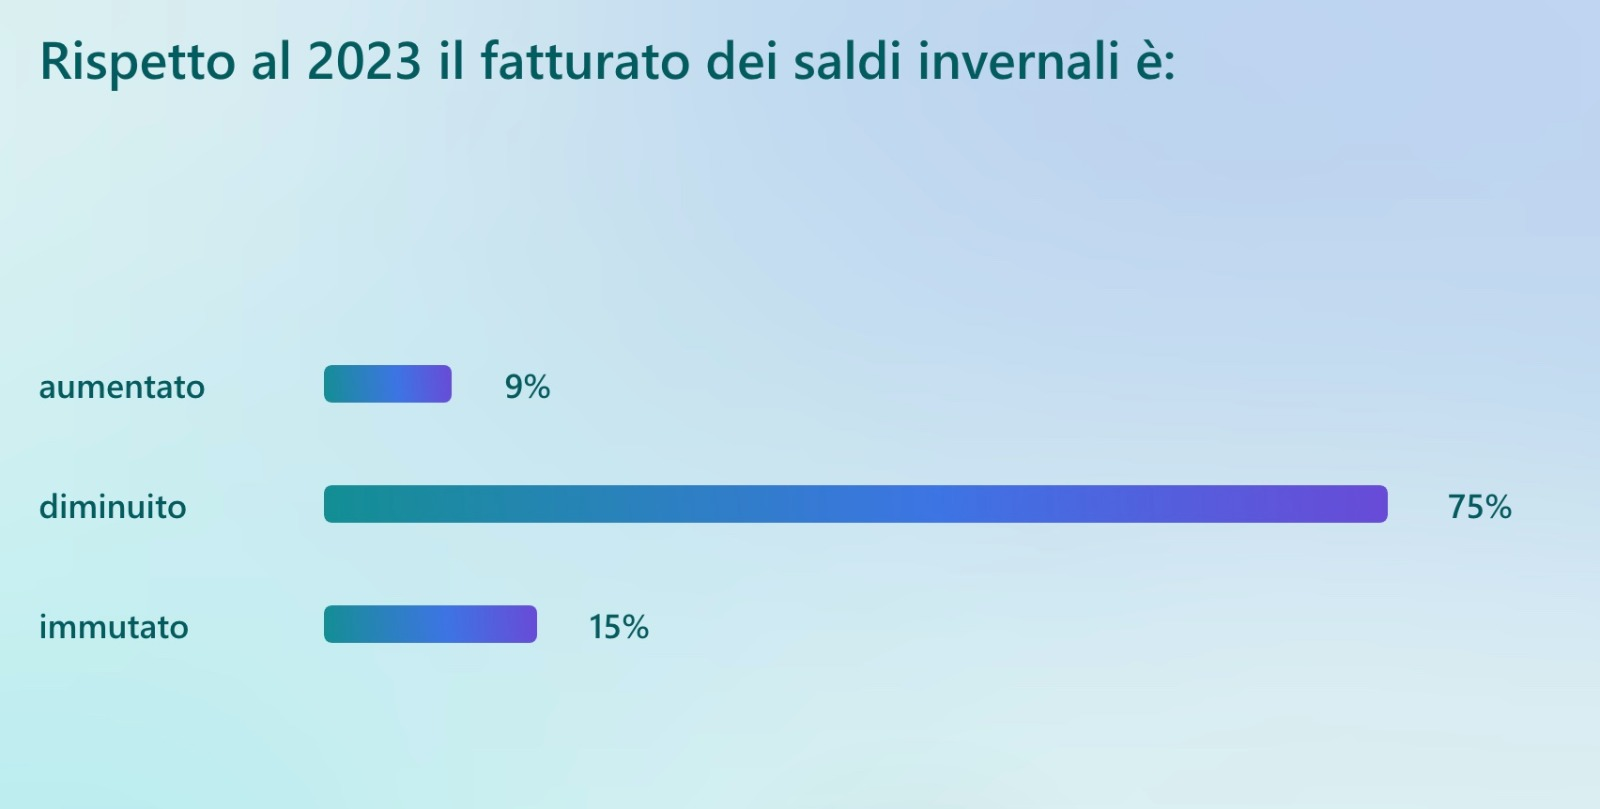 Rispetto al 2023 il fatturato dei saldi invernali è:
aumentato 9%
diminuito 75%
immutato 15%